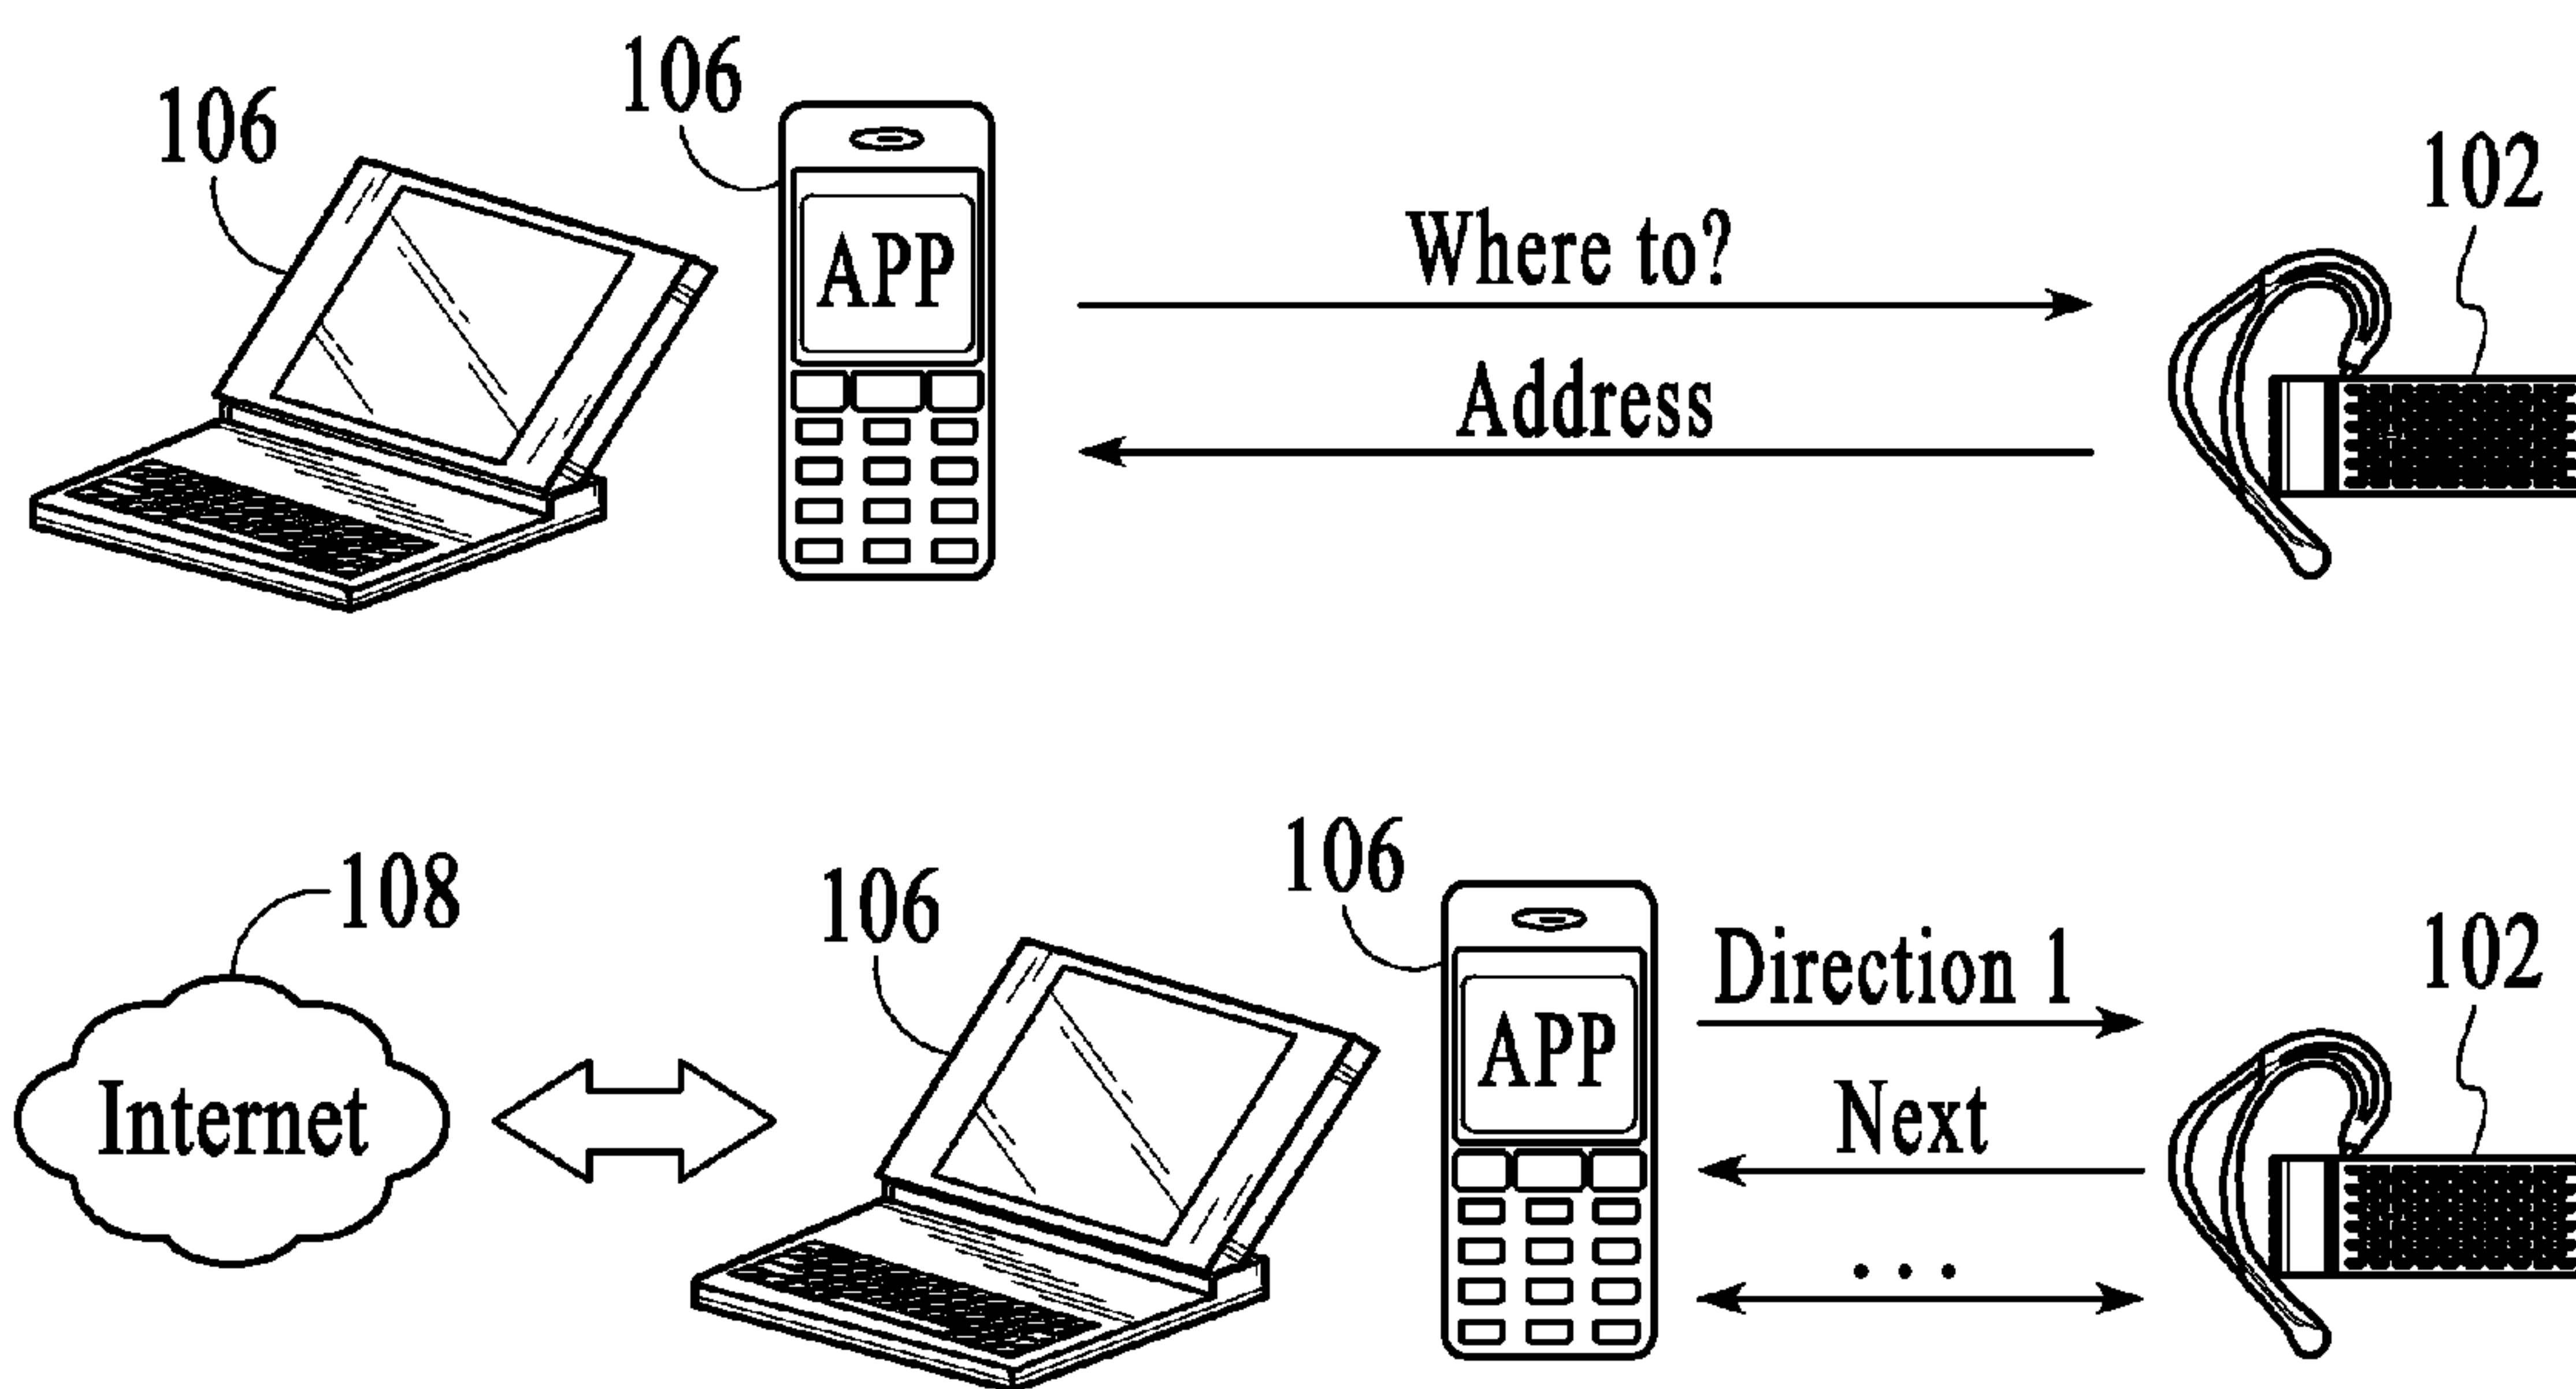 106
106
102
APP
Where to?
Address
106
108
106
102
Direction 1
APP
Internet
Next
. . .